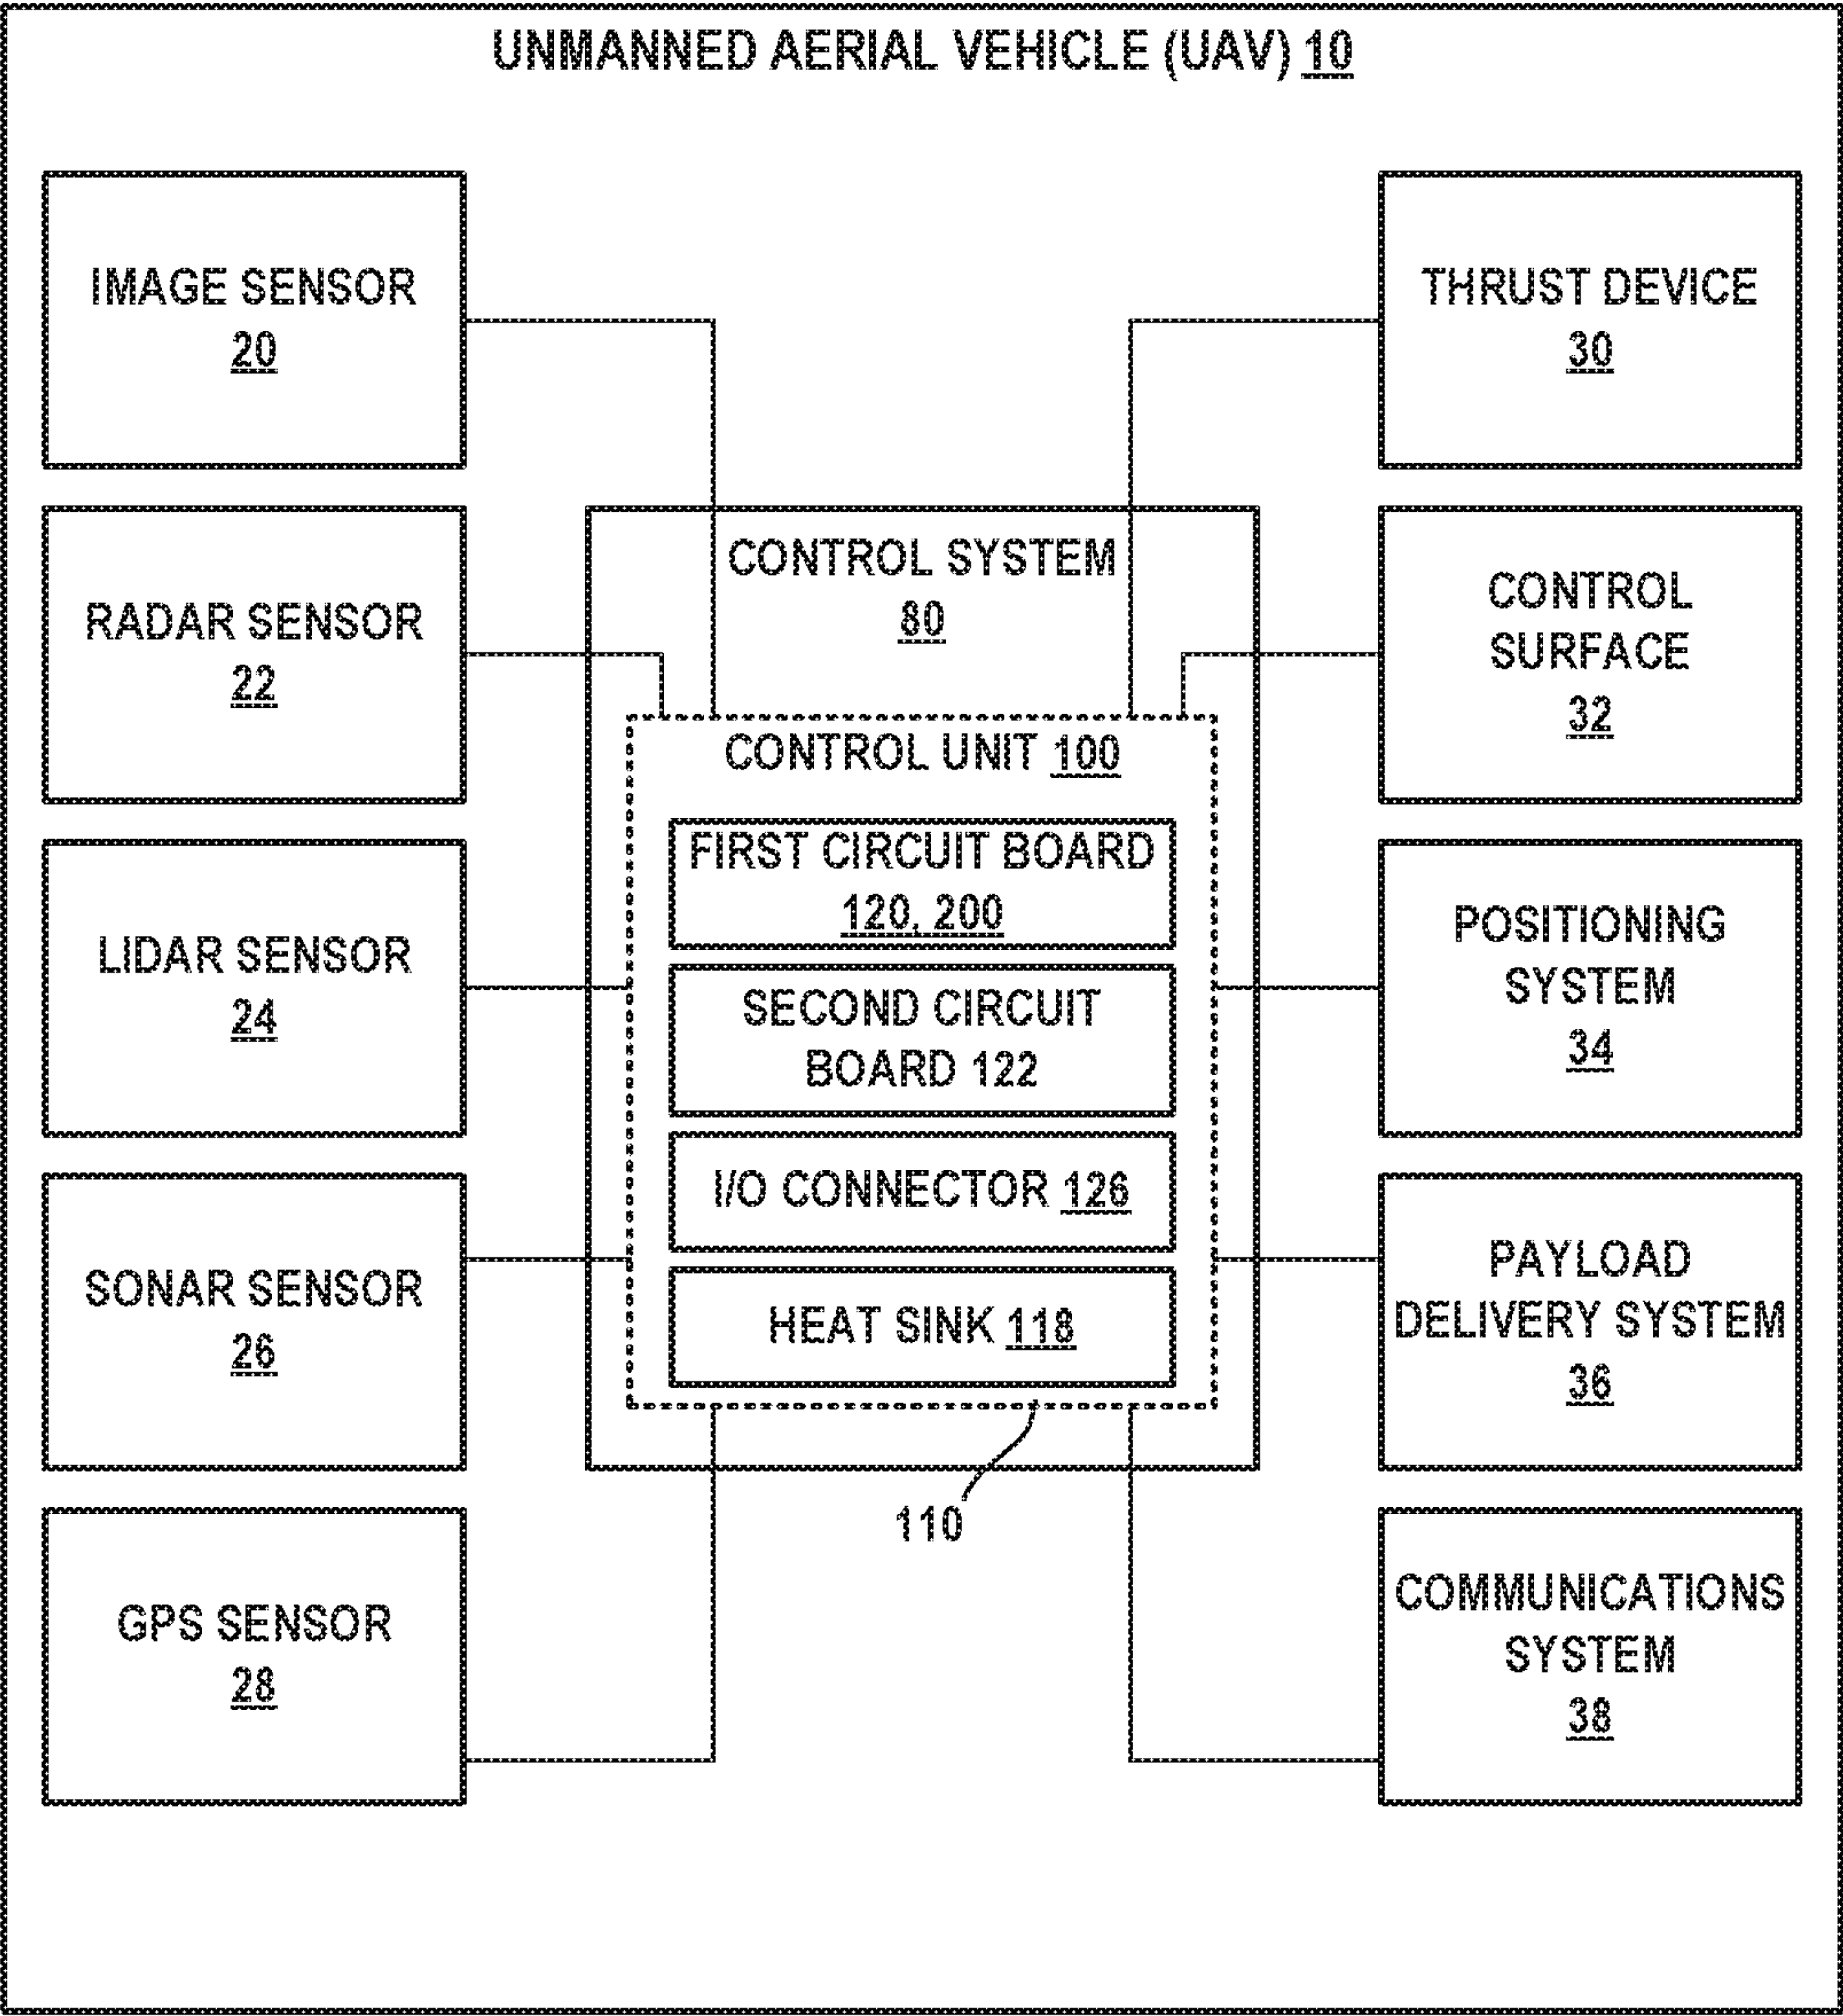 UNMANNED AERIAL VEHICLE (UAV) 10
IMAGE SENSOR
20
RADAR SENSOR
22
LIDAR SENSOR
24
SONAR SENSOR
26
GPS SENSOR
28
CONTROL SYSTEM
80
CONTROL UNIT 100
FIRST CIRCUIT BOARD
120, 200
SECOND CIRCUIT
BOARD 122
I/O CONNECTOR 126
HEAT SINK 118
110
THRUST DEVICE
30
CONTROL
SURFACE
32
POSITIONING
SYSTEM
34
PAYLOAD
DELIVERY SYSTEM
36
COMMUNICATIONS
SYSTEM
38